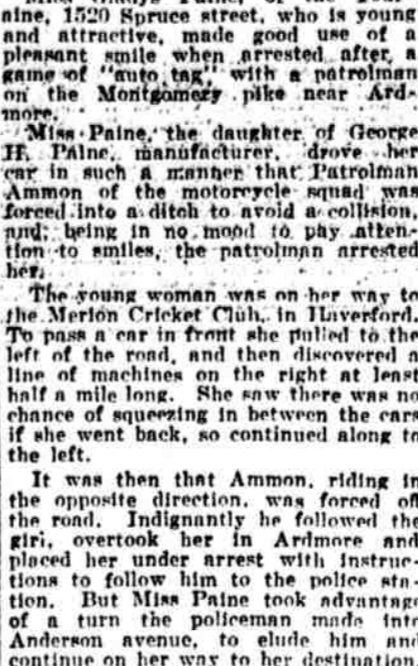 Miss Gladys Paine, of the
aine, 1520 Spruce street, who is young
and attractive, made good use of a
pleasant smile when arrested after a
game of "auto tag" with a patrolman
on the Montgomery pike near Ard-
more.
Miss Paine, the daughter of George
H. Paine, manufacturer, drove her
car in such a manner that Patrolman
Ammon of the motorcycle squad was
forced into a ditch to avoid a collision,
and, being in no mood to pay atten-
tion to smiles, the patrolman arrested
her.
The young woman was on her way to
the Merion Cricket Club, in Haverford.
To pass a car in front she pulled to the
left of the road, and then discovered a
line of machines on the right at least
half a mile long. She saw there was no
chance of squeezing in between the cars
if she went back, so continued along to
the left.
It was then that Ammon, riding in
the opposite direction, was forced off
the road. Indignantly he followed the
girl, overtook her in Ardmore and
placed her under arrest with instruc-
tions to follow him to the police sta-
tion. But Miss Paine took advantage
of a turn the policeman made into
Anderson avenue, to elude him and
continue on her way to her destination